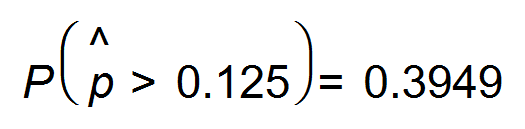 P(p̂ > 0.125) = 0.3949